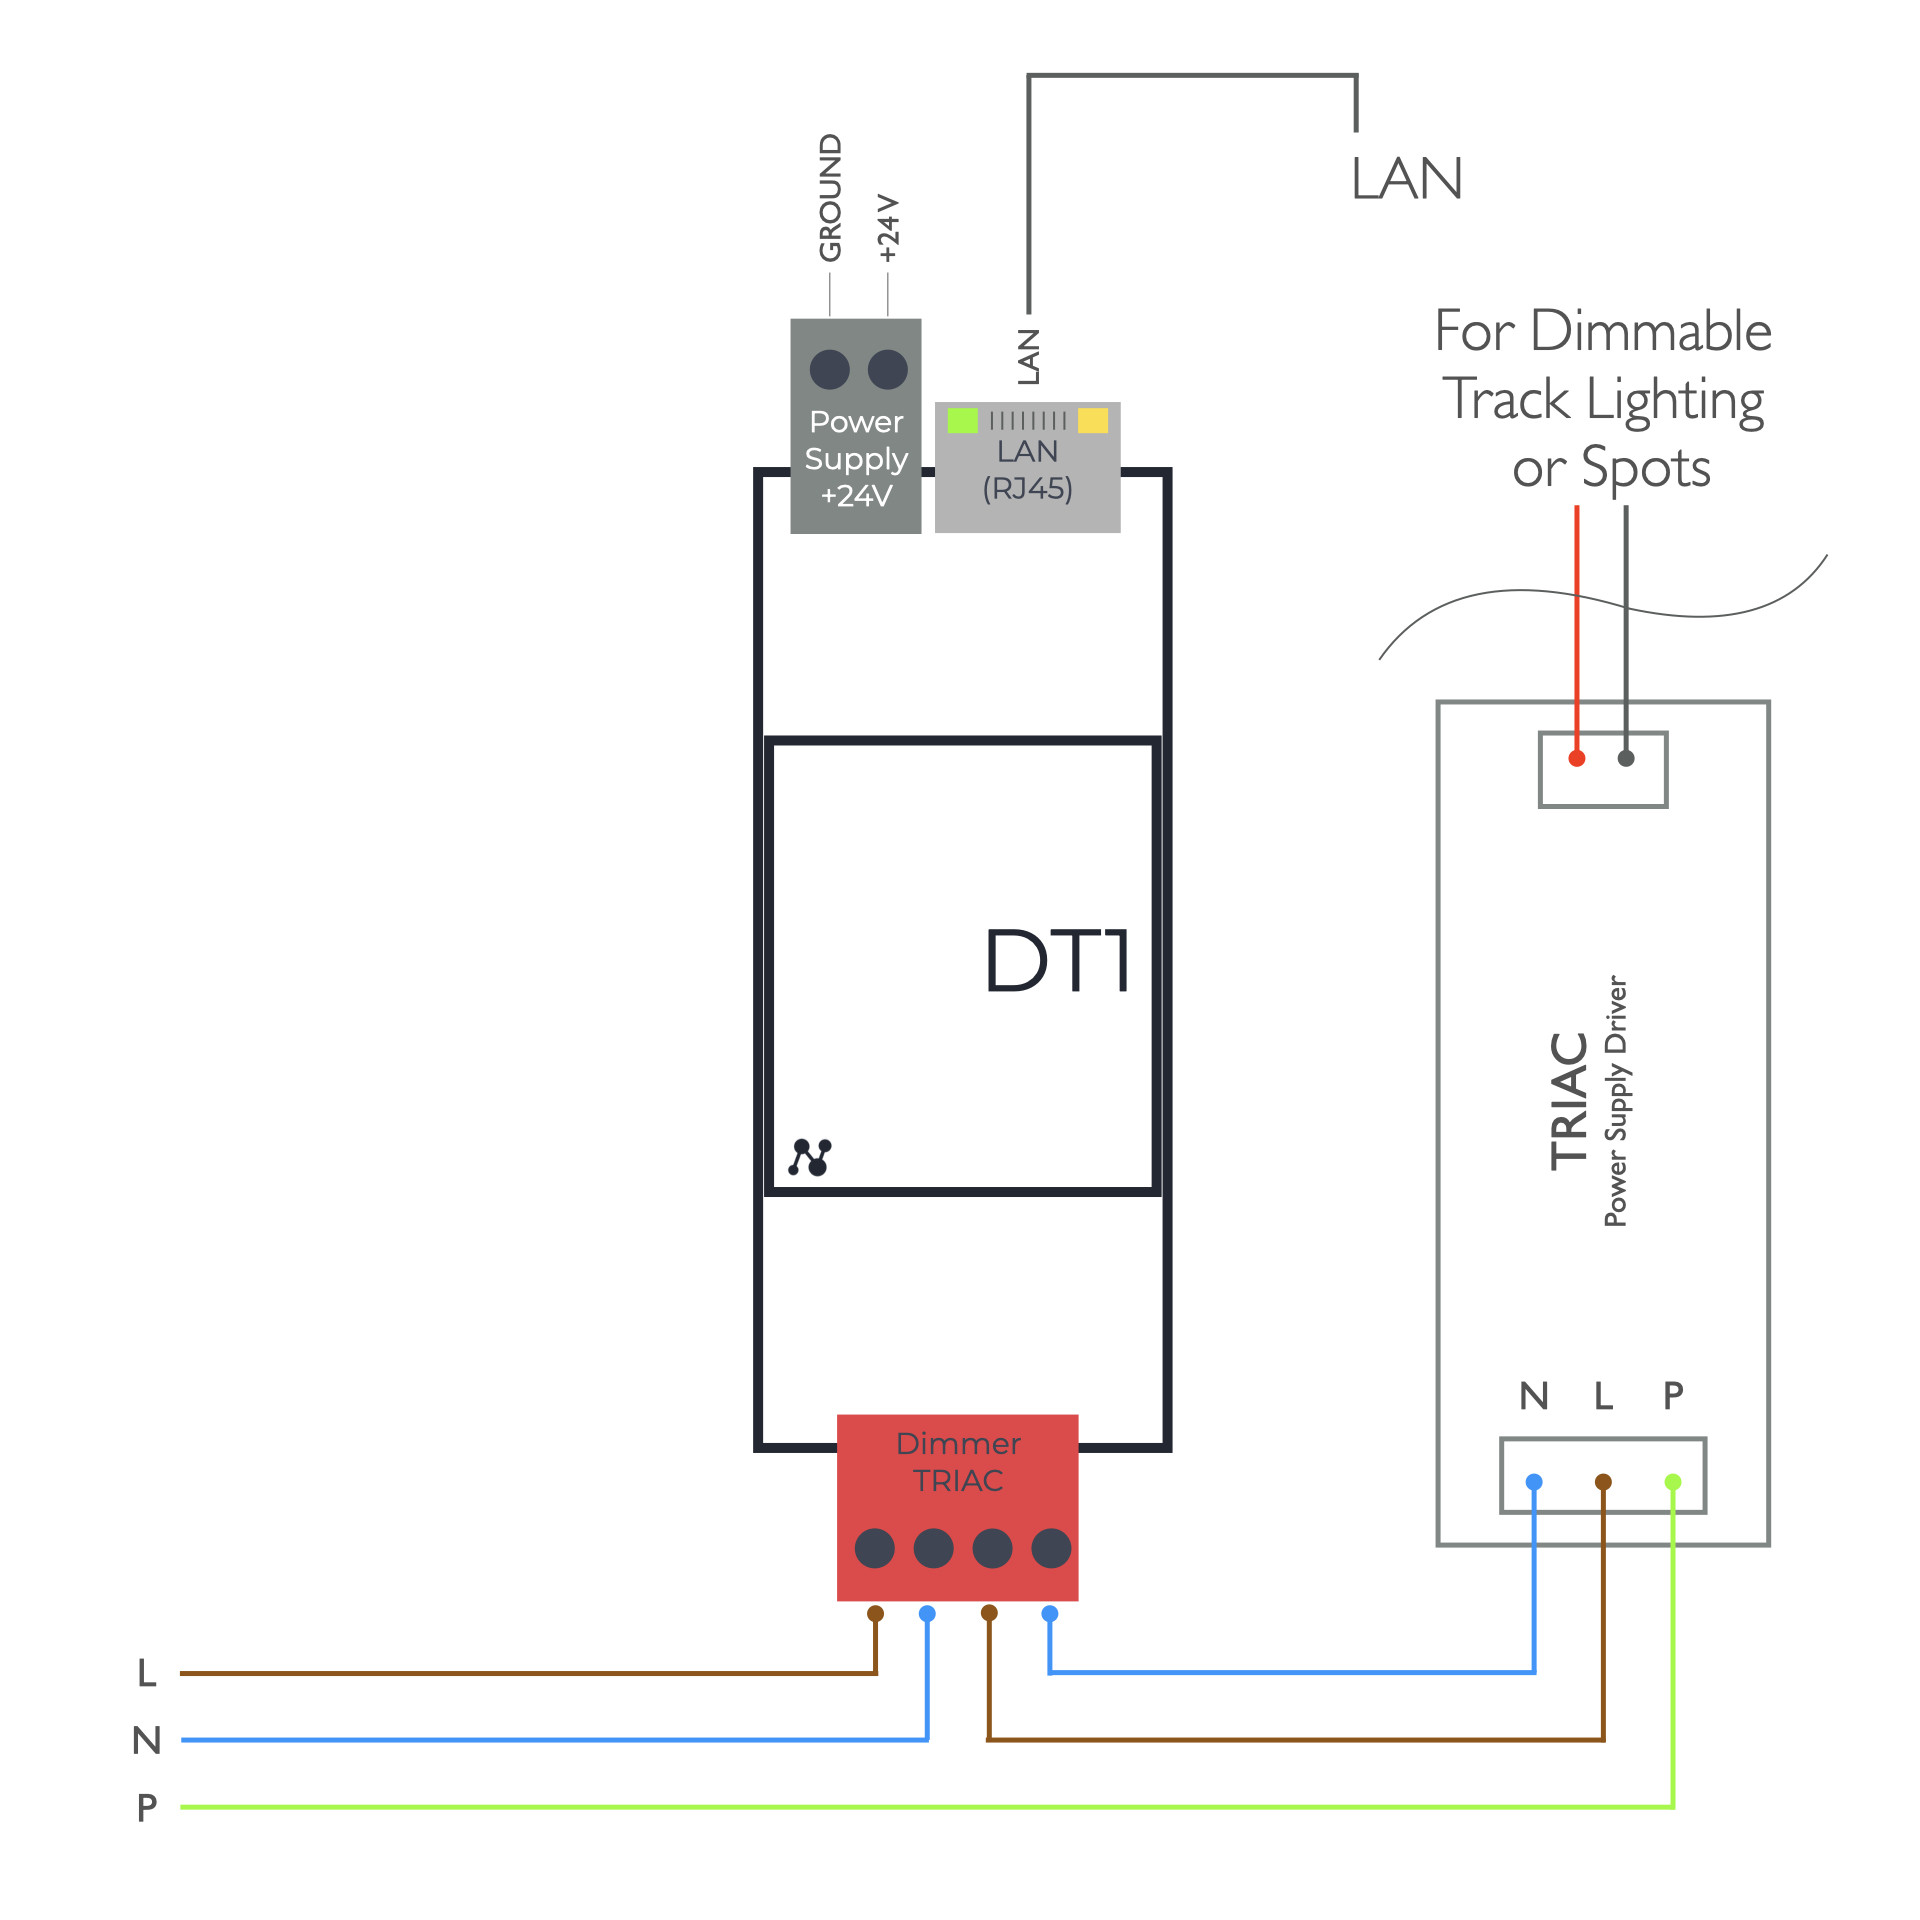 GROUND
+24V
LAN
LAN
Power
Supply
+24V
LAN
(RJ45)
For Dimmable
Track Lighting
or Spots
DT1
TRIAC
Power Supply Driver
N L P
Dimmer
TRIAC
L
N
P